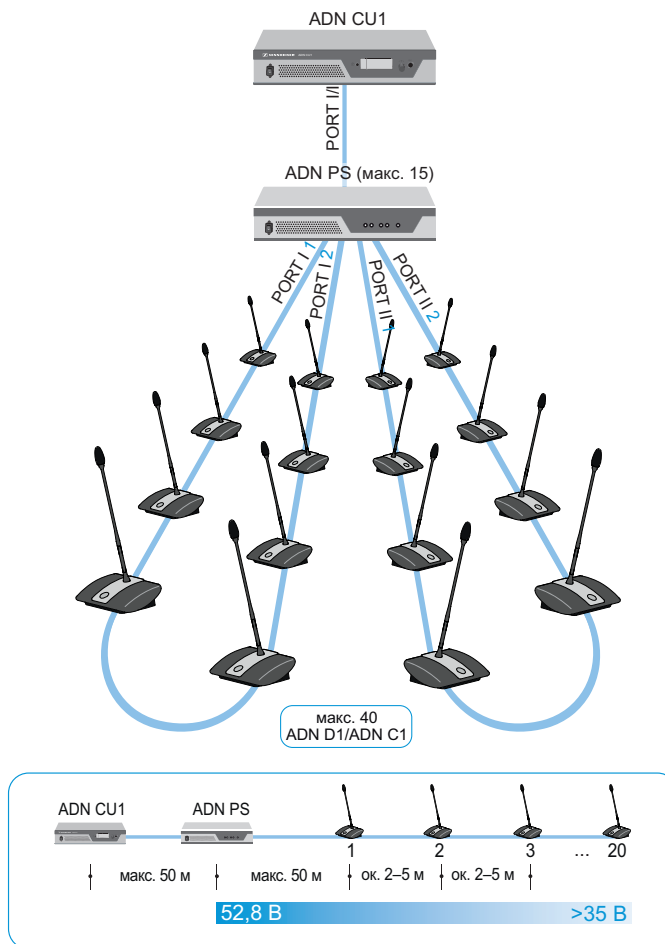 ADN CU1
SENNHEISER
PORT I/II
ADN PS (макс. 15)
PORT I 1
PORT I 2
PORT II 1
PORT II 2
макс. 40
ADN D1/ADN C1
ADN CU1 ADN PS
1 2 3 ... 20
макс. 50 м макс. 50 м ок. 2–5 м ок. 2–5 м
52,8 В >35 В